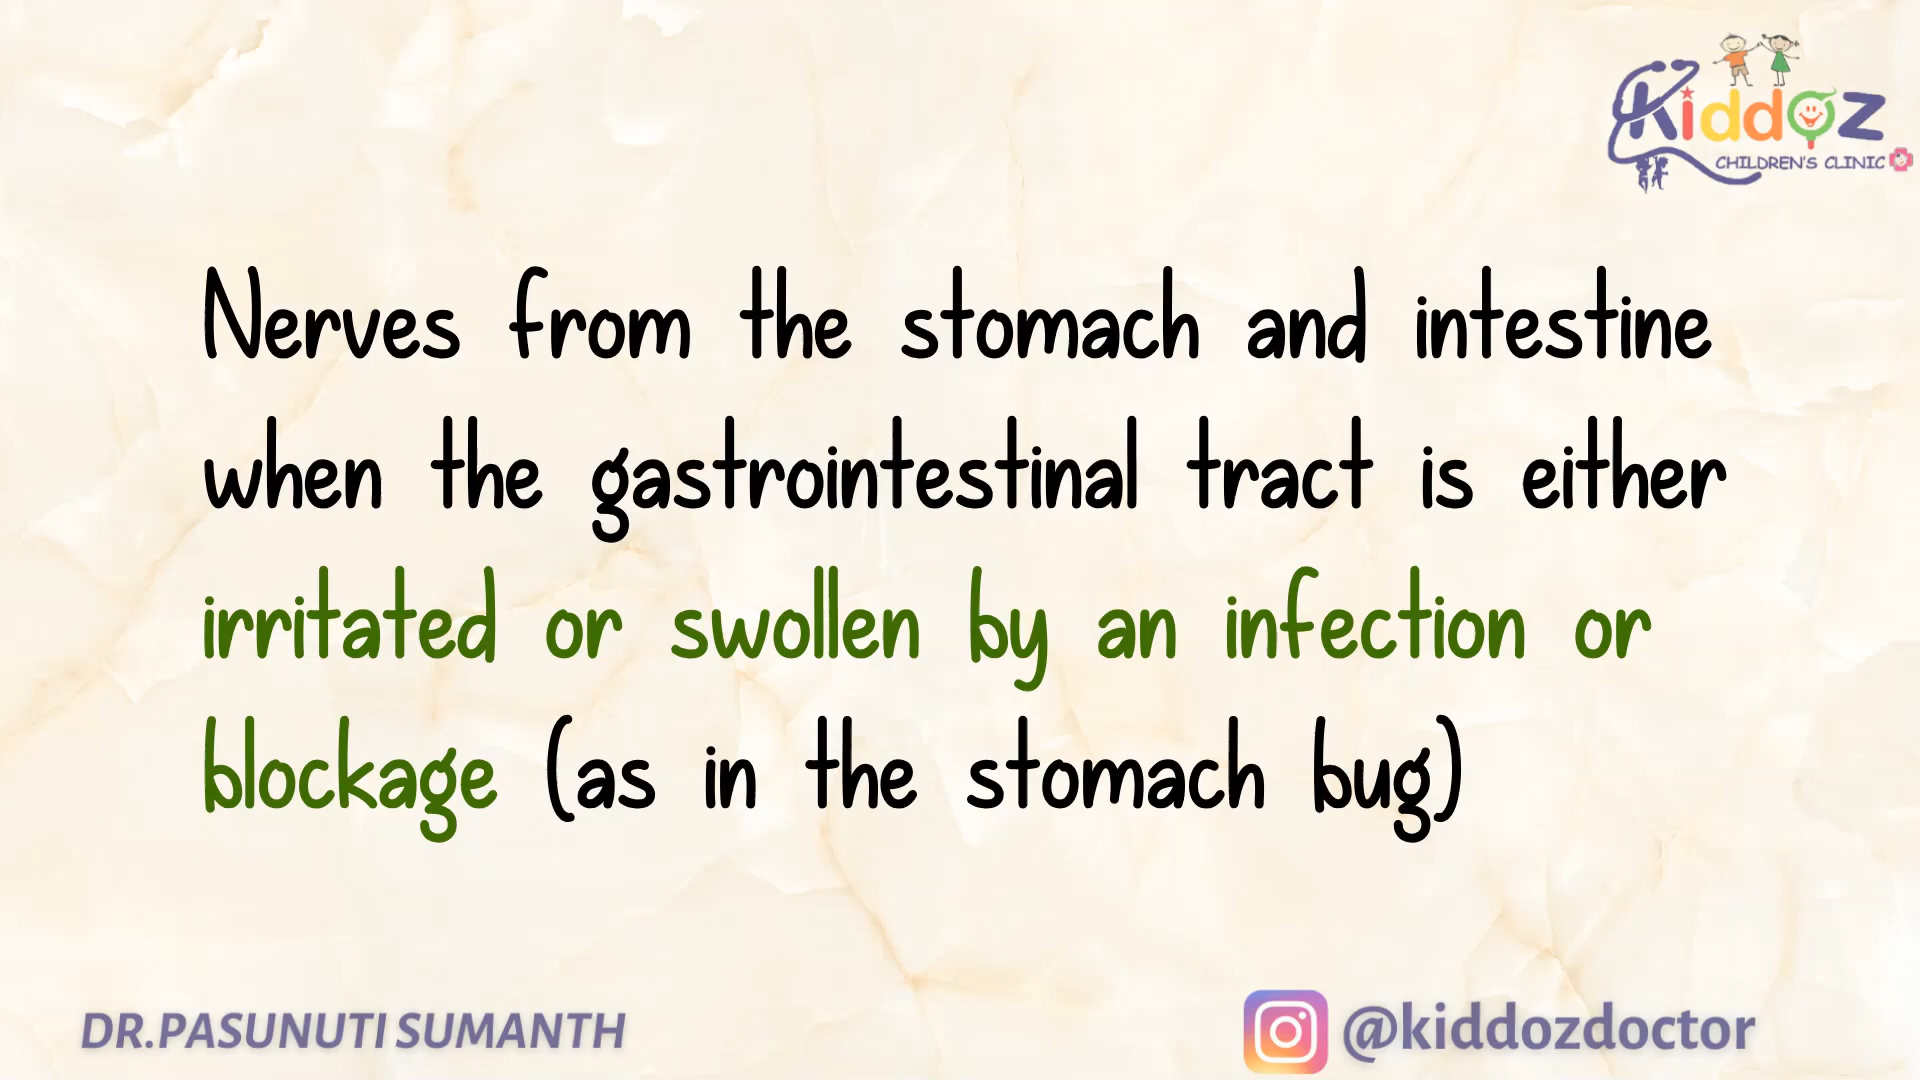 Kiddoz
CHILDREN'S CLINIC
Nerves from the stomach and intestine
when the gastrointestinal tract is either
irritated or swollen by an infection or
blockage (as in the stomach bug)
DR.PASUNUTI SUMANTH
@kiddozdoctor